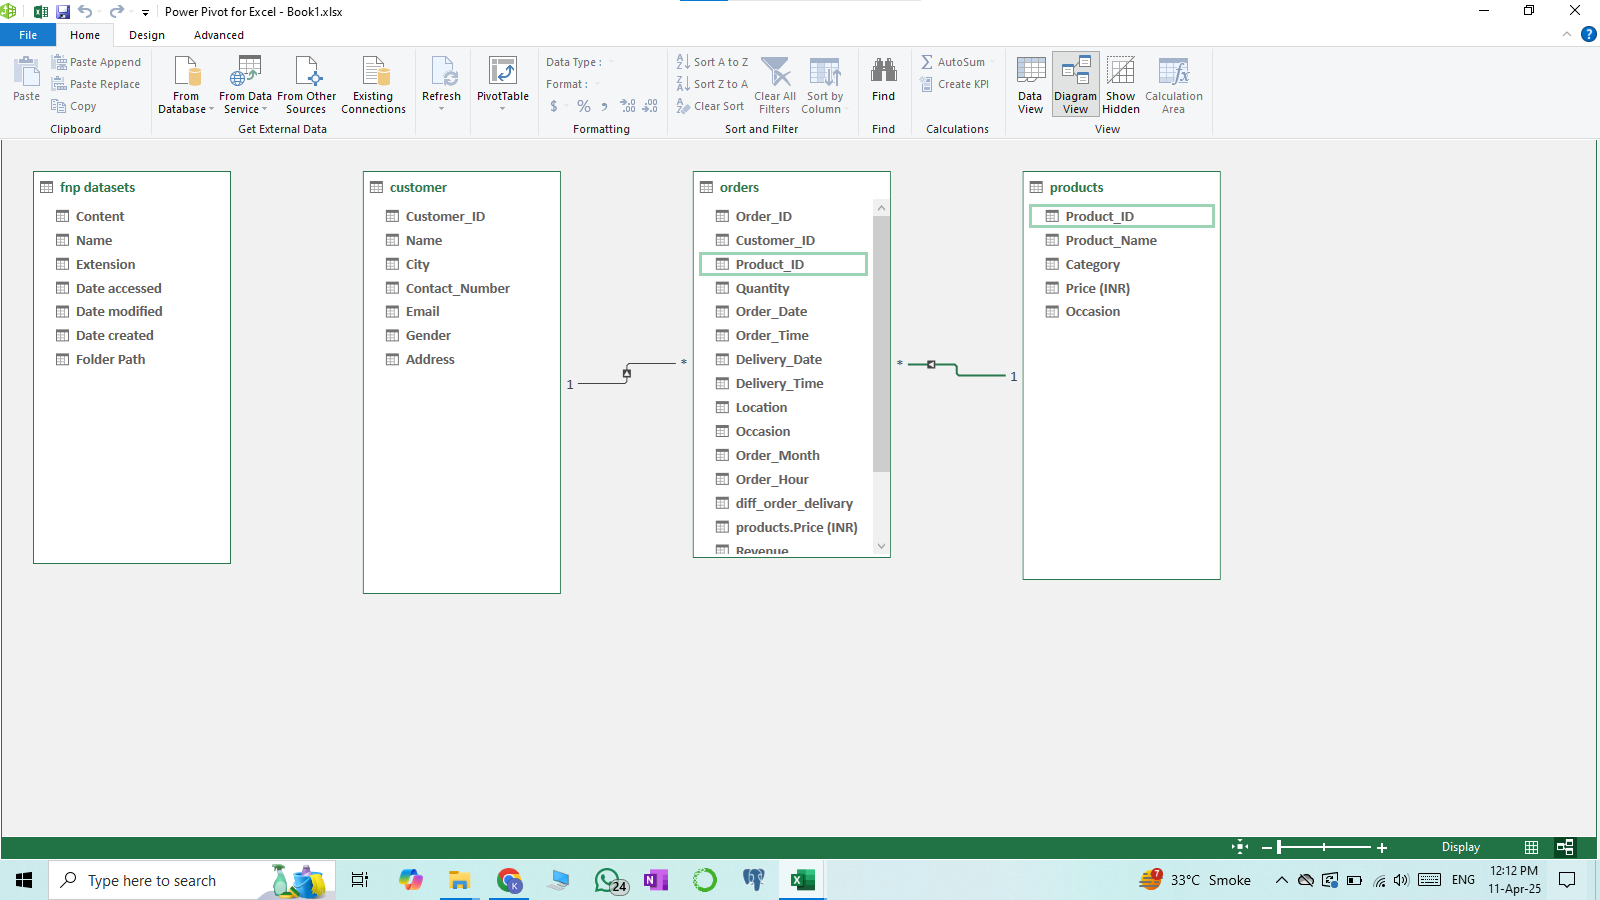 Power Pivot for Excel - Book1.xlsx
File Home Design Advanced
Paste
Paste Append
Paste Replace
Copy
Clipboard
From Database
From Data Service
From Other Sources
Existing Connections
Get External Data
Refresh
PivotTable
Data Type :
Format :
$ % ,
Formatting
Sort A to Z
Sort Z to A
Clear Sort
Clear All Filters
Sort by Column
Sort and Filter
Find
Find
AutoSum
Create KPI
Calculations
Data View
Diagram View
Show Hidden
Calculation Area
View
fnp datasets
Content
Name
Extension
Date accessed
Date modified
Date created
Folder Path
customer
Customer_ID
Name
City
Contact_Number
Email
Gender
Address
1
*
orders
Order_ID
Customer_ID
Product_ID
Quantity
Order_Date
Order_Time
Delivery_Date
Delivery_Time
Location
Occasion
Order_Month
Order_Hour
diff_order_delivary
products.Price (INR)
Revenue
*
1
products
Product_ID
Product_Name
Category
Price (INR)
Occasion
Display
Type here to search
24
7
33°C Smoke
ENG
12:12 PM
11-Apr-25